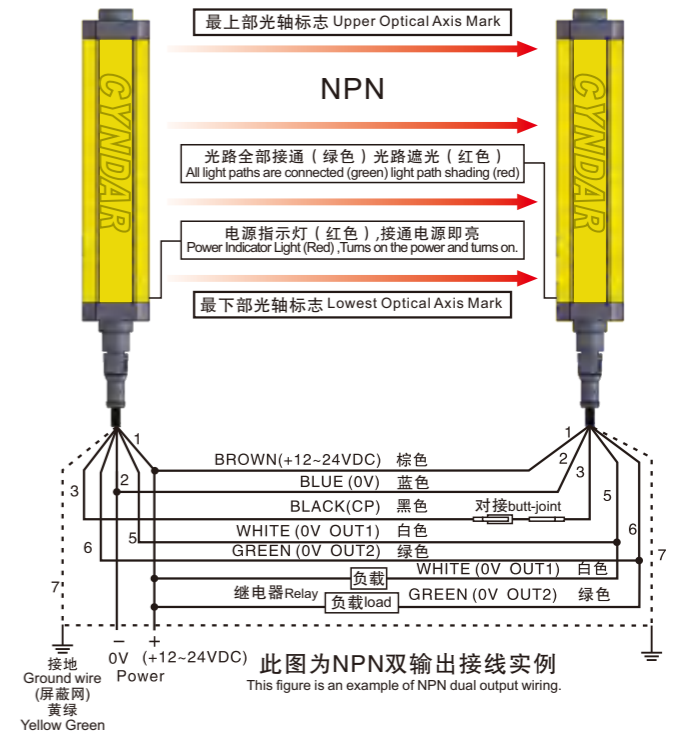 最上部光轴标志 Upper Optical Axis Mark
CYNDAR
CYNDAR
NPN
光路全部接通（绿色）光路遮光（红色）
All light paths are connected (green) light path shading (red)
电源指示灯（红色）,接通电源即亮
Power Indicator Light (Red) ,Turns on the power and turns on.
最下部光轴标志 Lowest Optical Axis Mark
1
1
BROWN(+12~24VDC) 棕色
2
2
BLUE (0V) 蓝色
3
3
BLACK(CP) 黑色
对接butt-joint
5
5
WHITE (0V OUT1) 白色
6
6
GREEN (0V OUT2) 绿色
负载
WHITE (0V OUT1) 白色
7
7
继电器Relay
负载load
GREEN (0V OUT2) 绿色
接地
Ground wire
(屏蔽网)
黄绿
Yellow Green
－
＋
0V
(+12~24VDC)
Power
此图为NPN双输出接线实例
This figure is an example of NPN dual output wiring.